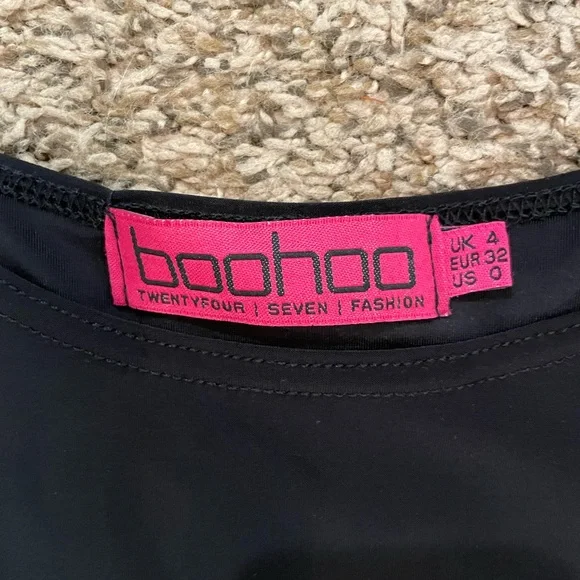 boohoo
TWENTYFOUR | SEVEN | FASHION
UK 4
EUR 32
US 0